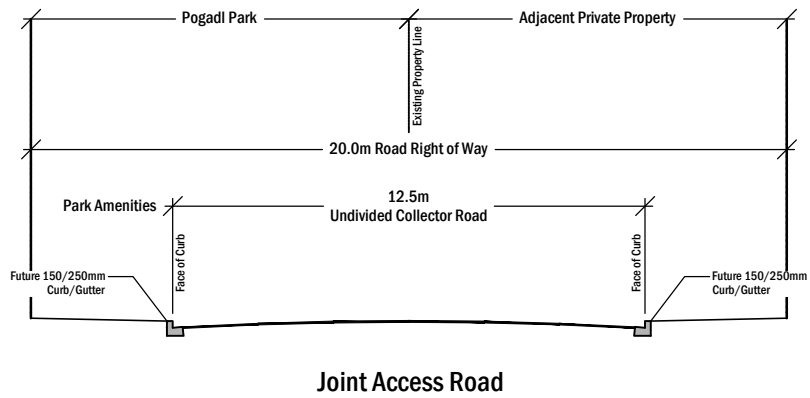 Pogadl Park
Adjacent Private Property
Existing Property Line
20.0m Road Right of Way
12.5m
Undivided Collector Road
Park Amenities
Face of Curb
Face of Curb
Future 150/250mm
Curb/Gutter
Future 150/250mm
Curb/Gutter
Joint Access Road